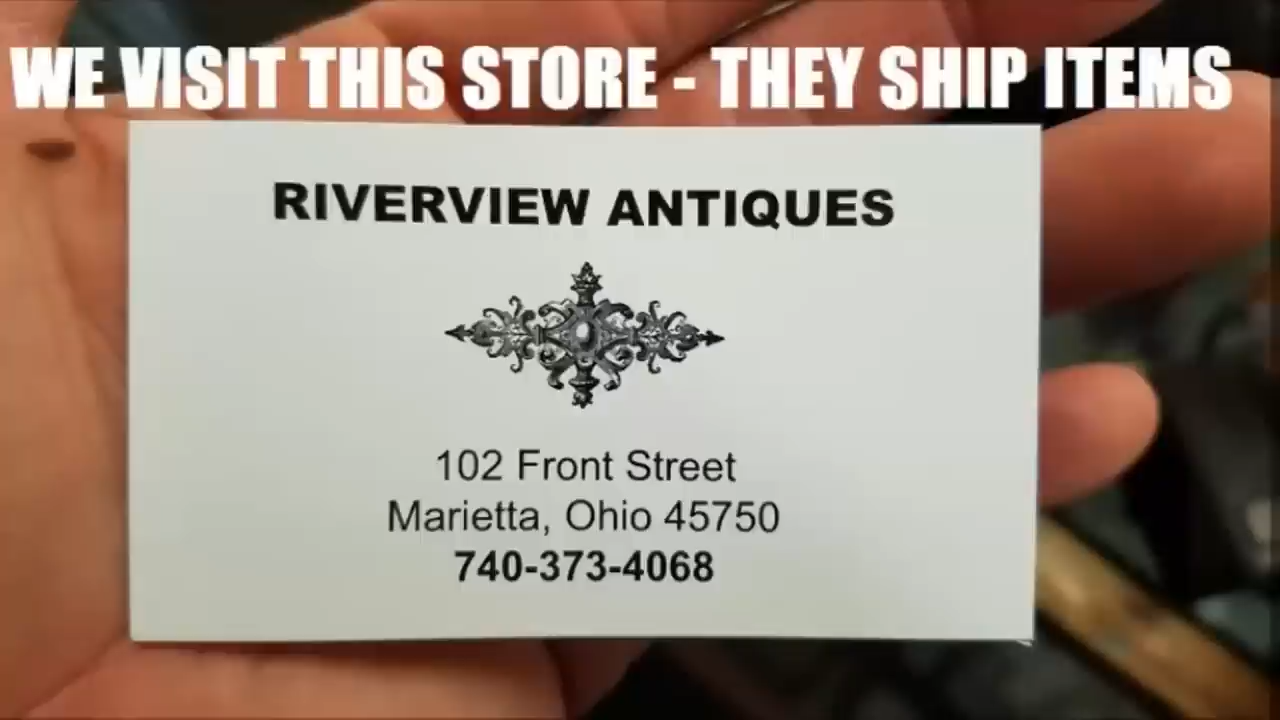 WE VISIT THIS STORE - THEY SHIP ITEMS
RIVERVIEW ANTIQUES
102 Front Street
Marietta, Ohio 45750
740-373-4068